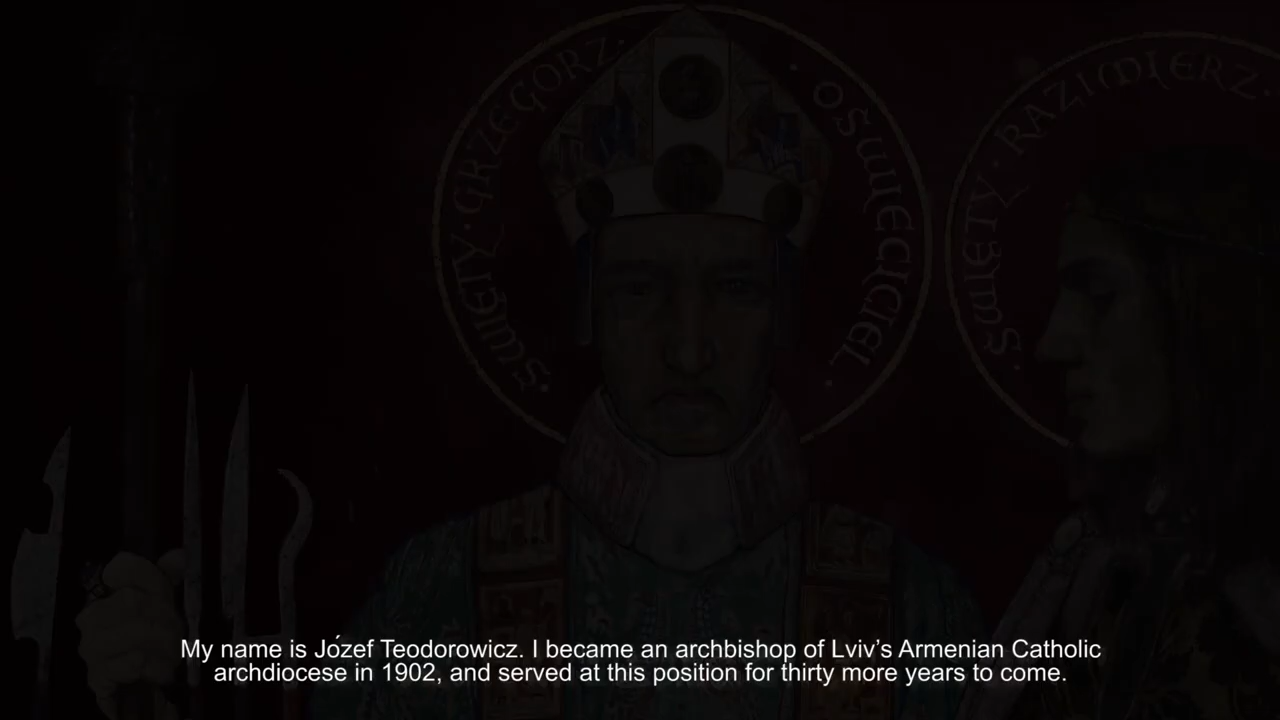 ŚWIĘTY · GRZEGORZ · OŚWIECICIEL ·
· ŚWIĘTY · KAZIMIERZ ·
My name is Józef Teodorowicz. I became an archbishop of Lviv’s Armenian Catholic
archdiocese in 1902, and served at this position for thirty more years to come.